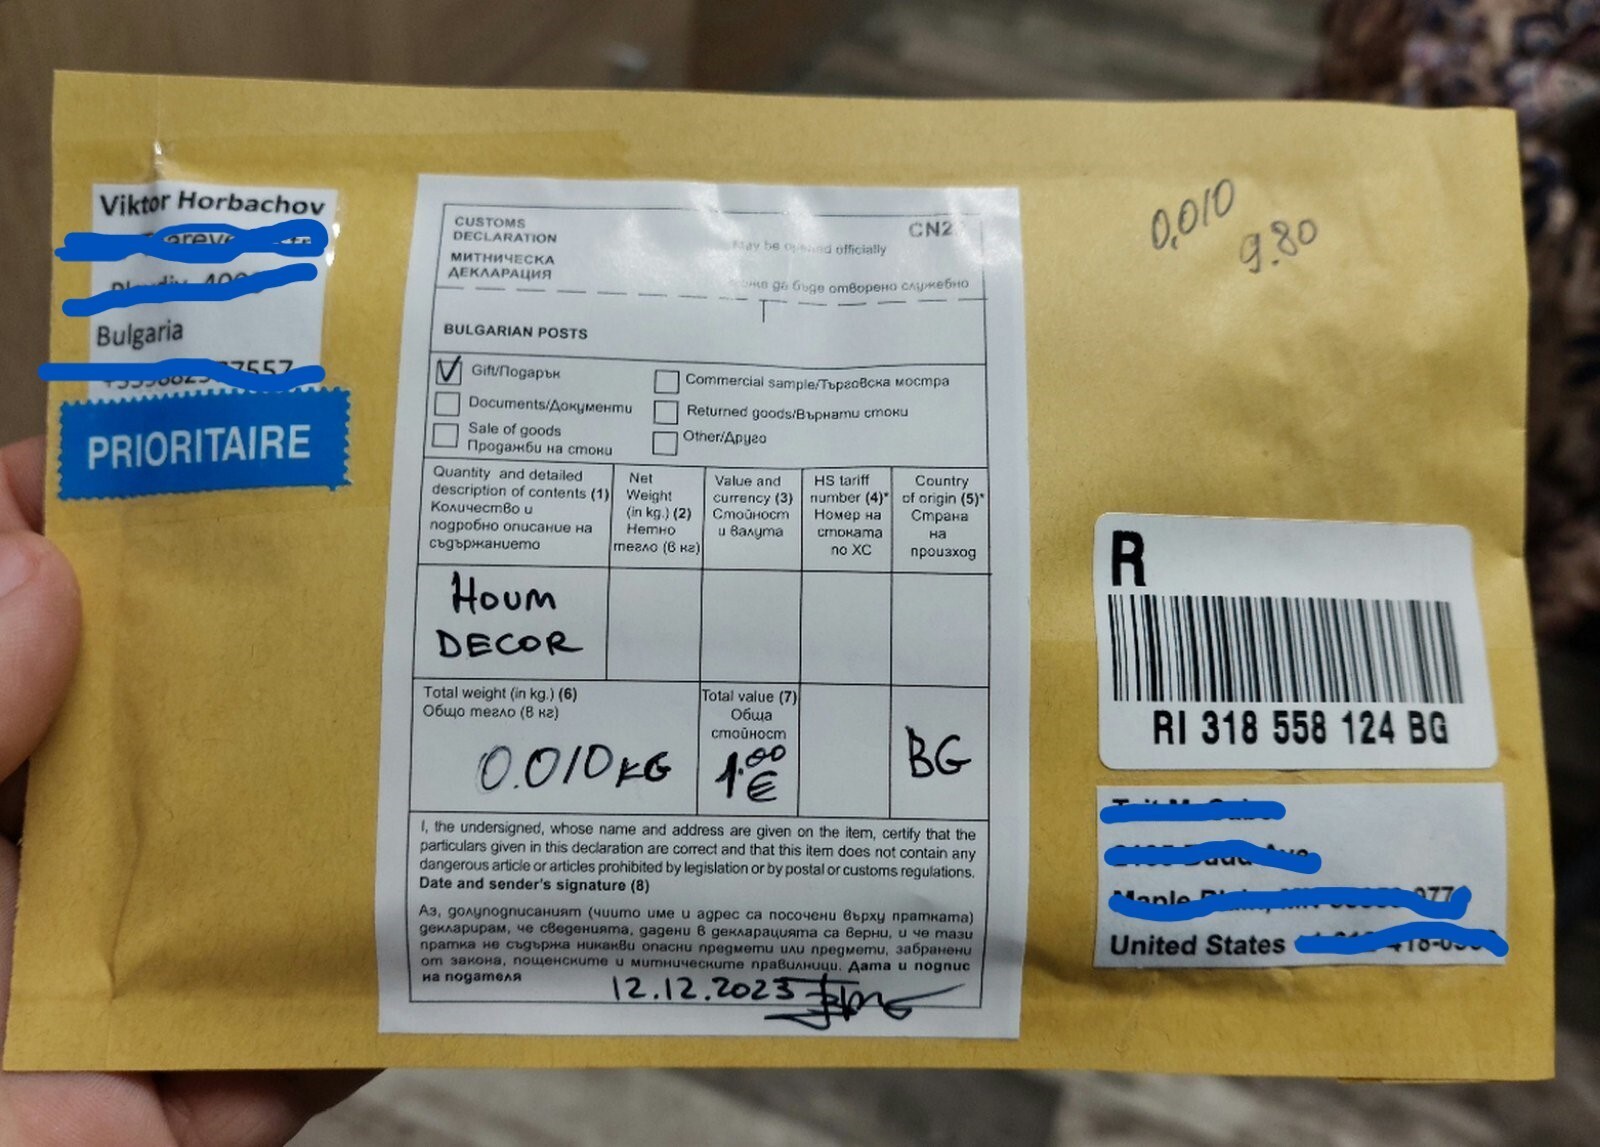 Viktor Horbachov
Bulgaria
PRIORITAIRE
CUSTOMS
DECLARATION
CN2
May be opened officially
МИТНИЧЕСКА
ДЕКЛАРАЦИЯ
да бъде отворено служебно
BULGARIAN POSTS
Gift/Подарък
Commercial sample/Търговска мостра
Documents/Документи
Returned goods/Върнати стоки
Sale of goods
Продажби на стоки
Other/Друго
Quantity and detailed
description of contents (1)
Количество и
подробно описание на
съдържанието
Net
Weight
(in kg.) (2)
Нетно
тегло (в кг)
Value and
currency (3)
Стойност
и валута
HS tariff
number (4)*
Номер на
стоката
по ХС
Country
of origin (5)*
Страна
на
произход
HOUM
DECOR
Total weight (in kg.) (6)
Общо тегло (в кг)
0.010 KG
Total value (7)
Обща
стойност
1.00
€
BG
I, the undersigned, whose name and address are given on the item, certify that the
particulars given in this declaration are correct and that this item does not contain any
dangerous article or articles prohibited by legislation or by postal or customs regulations.
Date and sender's signature (8)
Аз, долуподписаният (чиито име и адрес са посочени върху пратката)
декларирам, че сведенията, дадени в декларацията са верни, и че тази
пратка не съдържа никакви опасни предмети или предмети, забранени
от закона, пощенските и митническите правилници. Дата и подпис
на подателя
12.12.2023
0,010
9.80
R
RI 318 558 124 BG
United States